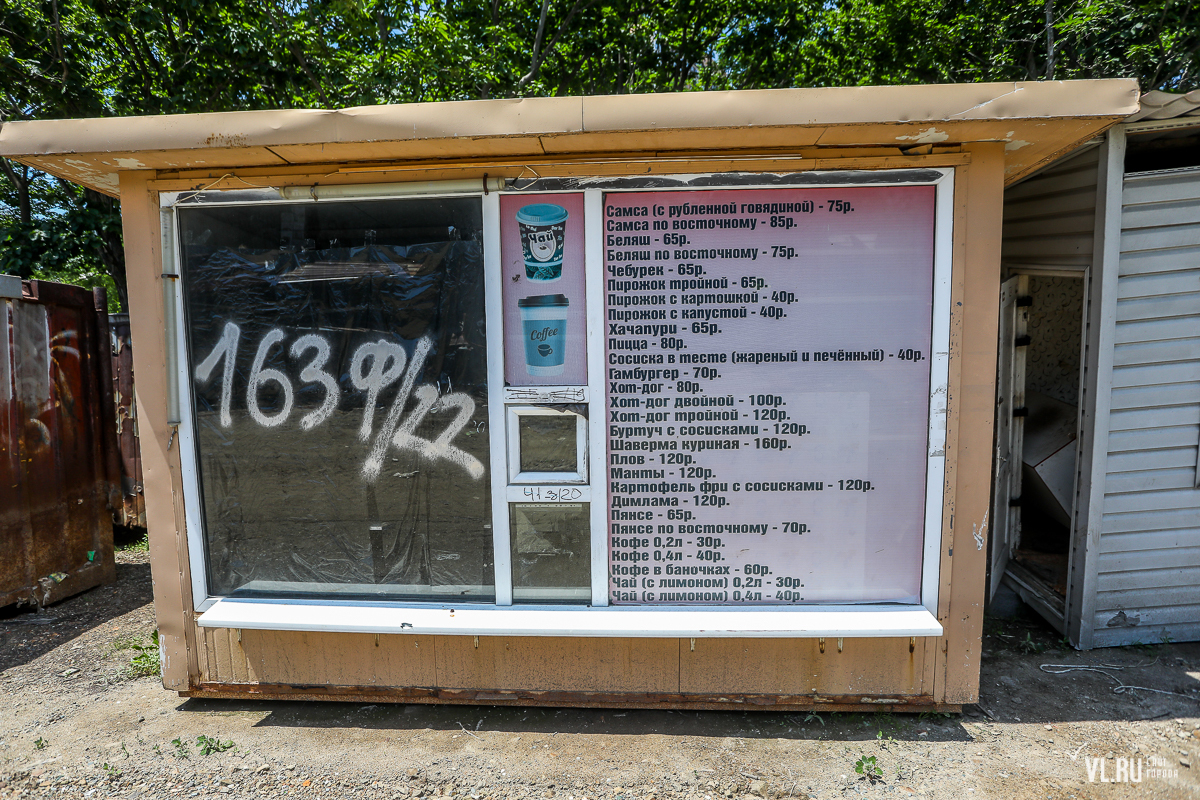 163Ф/22
Чай
Coffee
41-з/20
Самса (с рубленной говядиной) - 75р.
Самса по восточному - 85р.
Беляш - 65р.
Беляш по восточному - 75р.
Чебурек - 65р.
Пирожок тройной - 65р.
Пирожок с картошкой - 40р.
Пирожок с капустой - 40р.
Хачапури - 65р.
Пицца - 80р.
Сосиска в тесте (жареный и печённый) - 40р.
Гамбургер - 70р.
Хот-дог - 80р.
Хот-дог двойной - 100р.
Хот-дог тройной - 120р.
Буртуч с сосисками - 120р.
Шаверма куриная - 160р.
Плов - 120р.
Манты - 120р.
Картофель фри с сосисками - 120р.
Димлама - 120р.
Пянсе - 65р.
Пянсе по восточному - 70р.
Кофе 0,2л - 30р.
Кофе 0,4л - 40р.
Кофе в баночках - 60р.
Чай (с лимоном) 0,2л - 30р.
Чай (с лимоном) 0,4л - 40р.
VL.RU
города